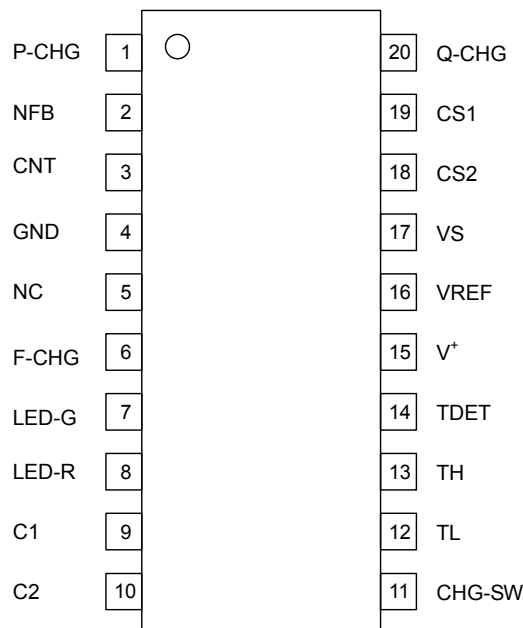 P-CHG 1 20 Q-CHG
NFB 2 19 CS1
CNT 3 18 CS2
GND 4 17 VS
NC 5 16 VREF
F-CHG 6 15 V⁺
LED-G 7 14 TDET
LED-R 8 13 TH
C1 9 12 TL
C2 10 11 CHG-SW